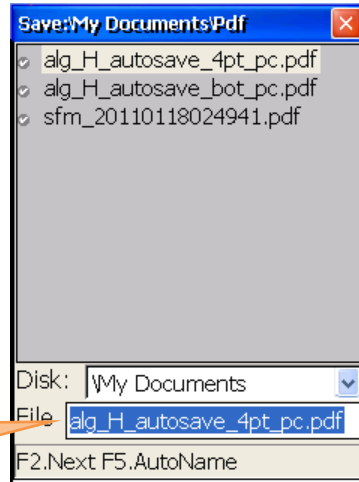 Save:\My Documents\Pdf
alg_H_autosave_4pt_pc.pdf
alg_H_autosave_bot_pc.pdf
sfm_20110118024941.pdf
Disk: \My Documents
File alg_H_autosave_4pt_pc.pdf
F2.Next F5.AutoName